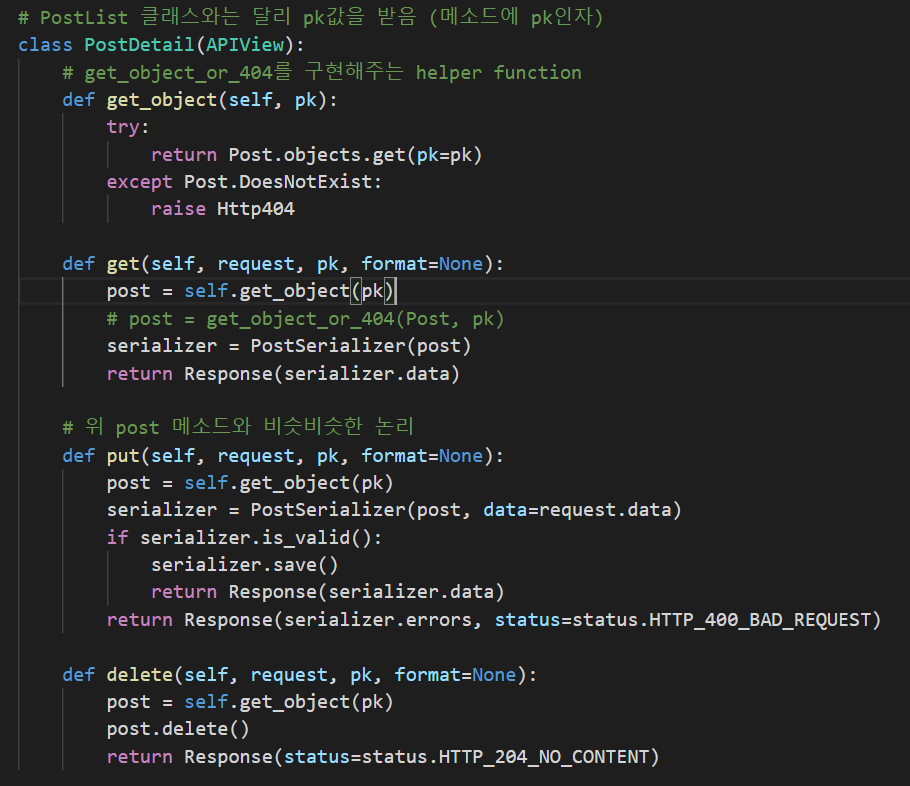 # PostList 클래스와는 달리 pk값을 받음 (메소드에 pk인자)
class PostDetail(APIView):
    # get_object_or_404를 구현해주는 helper function
    def get_object(self, pk):
        try:
            return Post.objects.get(pk=pk)
        except Post.DoesNotExist:
            raise Http404

    def get(self, request, pk, format=None):
        post = self.get_object(pk)
        # post = get_object_or_404(Post, pk)
        serializer = PostSerializer(post)
        return Response(serializer.data)

    # 위 post 메소드와 비슷비슷한 논리
    def put(self, request, pk, format=None):
        post = self.get_object(pk)
        serializer = PostSerializer(post, data=request.data)
        if serializer.is_valid():
            serializer.save()
            return Response(serializer.data)
        return Response(serializer.errors, status=status.HTTP_400_BAD_REQUEST)

    def delete(self, request, pk, format=None):
        post = self.get_object(pk)
        post.delete()
        return Response(status=status.HTTP_204_NO_CONTENT)